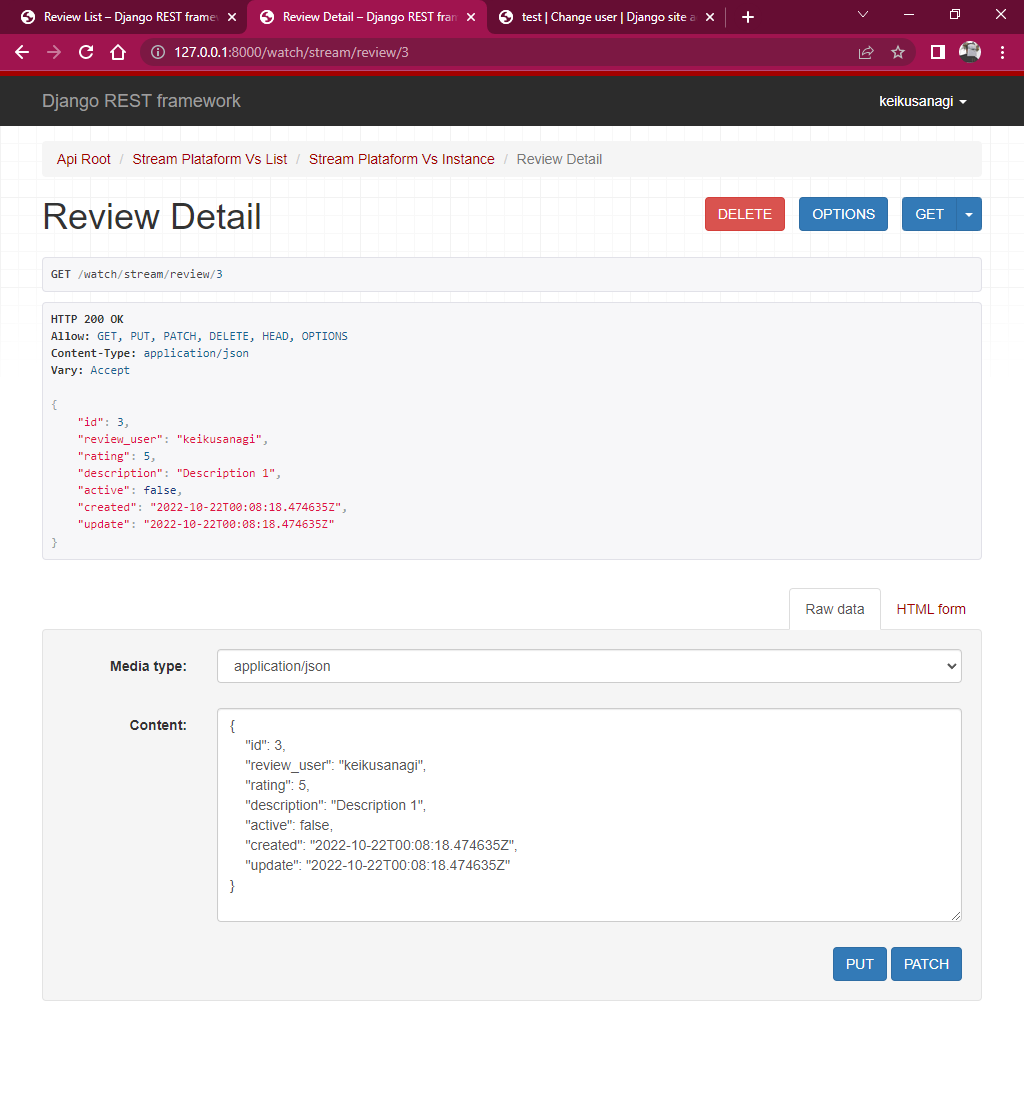 Review List – Django REST frame
Review Detail – Django REST fran
test | Change user | Django site a
127.0.0.1:8000/watch/stream/review/3
Django REST framework
keikusanagi
Api Root / Stream Plataform Vs List / Stream Plataform Vs Instance / Review Detail
Review Detail
DELETE
OPTIONS
GET
GET /watch/stream/review/3
HTTP 200 OK
Allow: GET, PUT, PATCH, DELETE, HEAD, OPTIONS
Content-Type: application/json
Vary: Accept
{
"id": 3,
"review_user": "keikusanagi",
"rating": 5,
"description": "Description 1",
"active": false,
"created": "2022-10-22T00:08:18.474635Z",
"update": "2022-10-22T00:08:18.474635Z"
}
Raw data
HTML form
Media type:
application/json
Content:
{
"id": 3,
"review_user": "keikusanagi",
"rating": 5,
"description": "Description 1",
"active": false,
"created": "2022-10-22T00:08:18.474635Z",
"update": "2022-10-22T00:08:18.474635Z"
}
PUT
PATCH